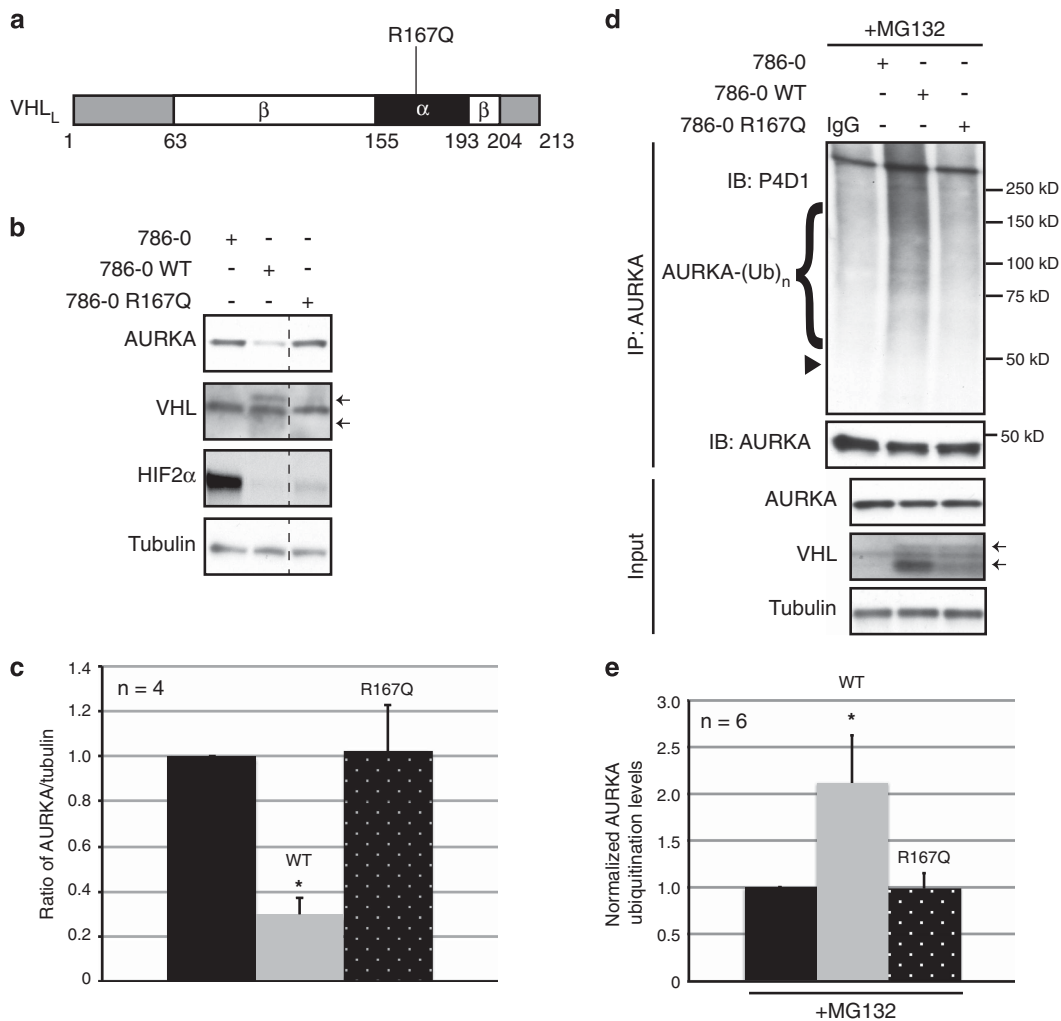 a
R167Q
VHL_L
β α β
1 63 155 193 204 213
b
786-0 + - -
786-0 WT - + -
786-0 R167Q - - +
AURKA
VHL
HIF2α
Tubulin
c
n = 4
Ratio of AURKA/tubulin
1.4
1.2
1.0
0.8
0.6
0.4
0.2
0
WT
*
R167Q
d
+MG132
786-0 + - -
786-0 WT - + -
786-0 R167Q IgG - - +
IP: AURKA
IB: P4D1
AURKA-(Ub)n
250 kD
150 kD
100 kD
75 kD
50 kD
IB: AURKA
50 kD
Input
AURKA
VHL
Tubulin
e
n = 6
Normalized AURKA
ubiquitination levels
3.0
2.5
2.0
1.5
1.0
0.5
0
WT
*
R167Q
+MG132